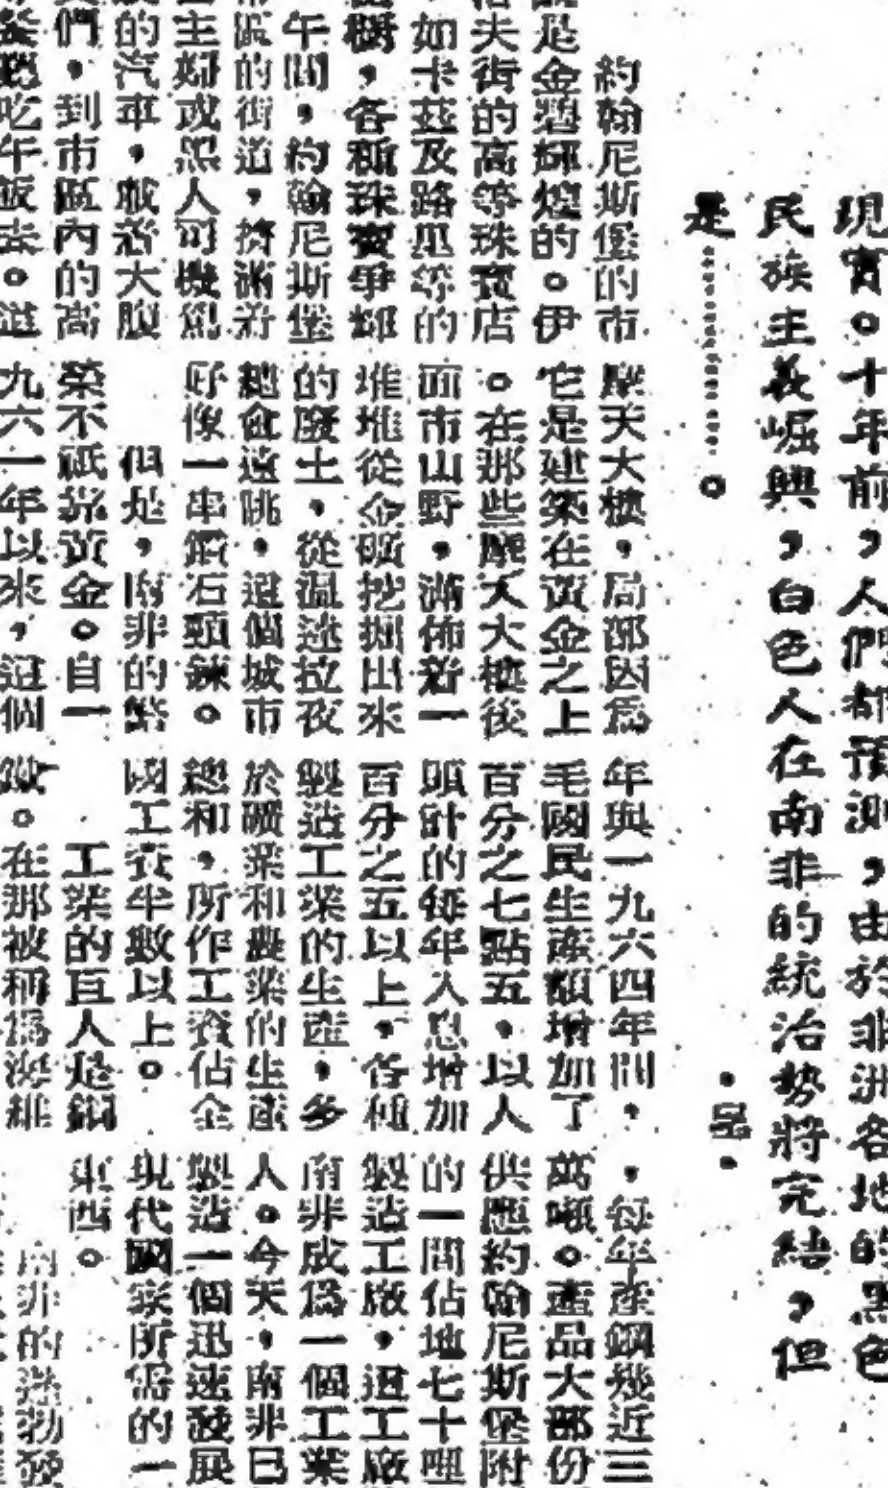 現實。十年前，人們都預測，由於非洲各地的黑色
民族主義崛興，白色人在南非的統治勢將完結，但
是…………。
·呂·
約翰尼斯堡的市
是金碧輝煌的。伊
夫街的高等珠寶店
如卡茲及路里等的
櫥，各種珠寶爭輝
午間，約翰尼斯堡
區的街道，擠滿着
主婦或黑人司機駕
的汽車，載着大腹
們，到市區內的高
餐廳吃午飯去。這
摩天大樓，局部因爲
它是建築在黃金之上
。在那些摩天大樓後
面市山野，滿佈着一
堆堆從金礦挖掘出來
的廢土，從溫逊拉夜
總會遠眺，這個城市
好像一串鑽石頸鍊。
但是，南非的繁
榮不祇靠黃金。自一
九六一年以來，這個
年與一九六四年間，
毛國民生產額增加了
百分之七點五，以人
頭計的每年入息增加
百分之五以上，各種
製造工業的生產，多
於礦業和農業的生產
總和，所作工資佔全
國工資半數以上。
工業的巨人是鋼
鐵。在那被稱爲
，每年產鋼幾近三
萬噸。產品大部份
供應約翰尼斯堡附
的一間佔地七十哩
製造工廠，這工廠
南非成爲一個工業
人。今天，南非已
製造一個迅速發展
現代國家所需的一
東西。
南非的蓬勃發